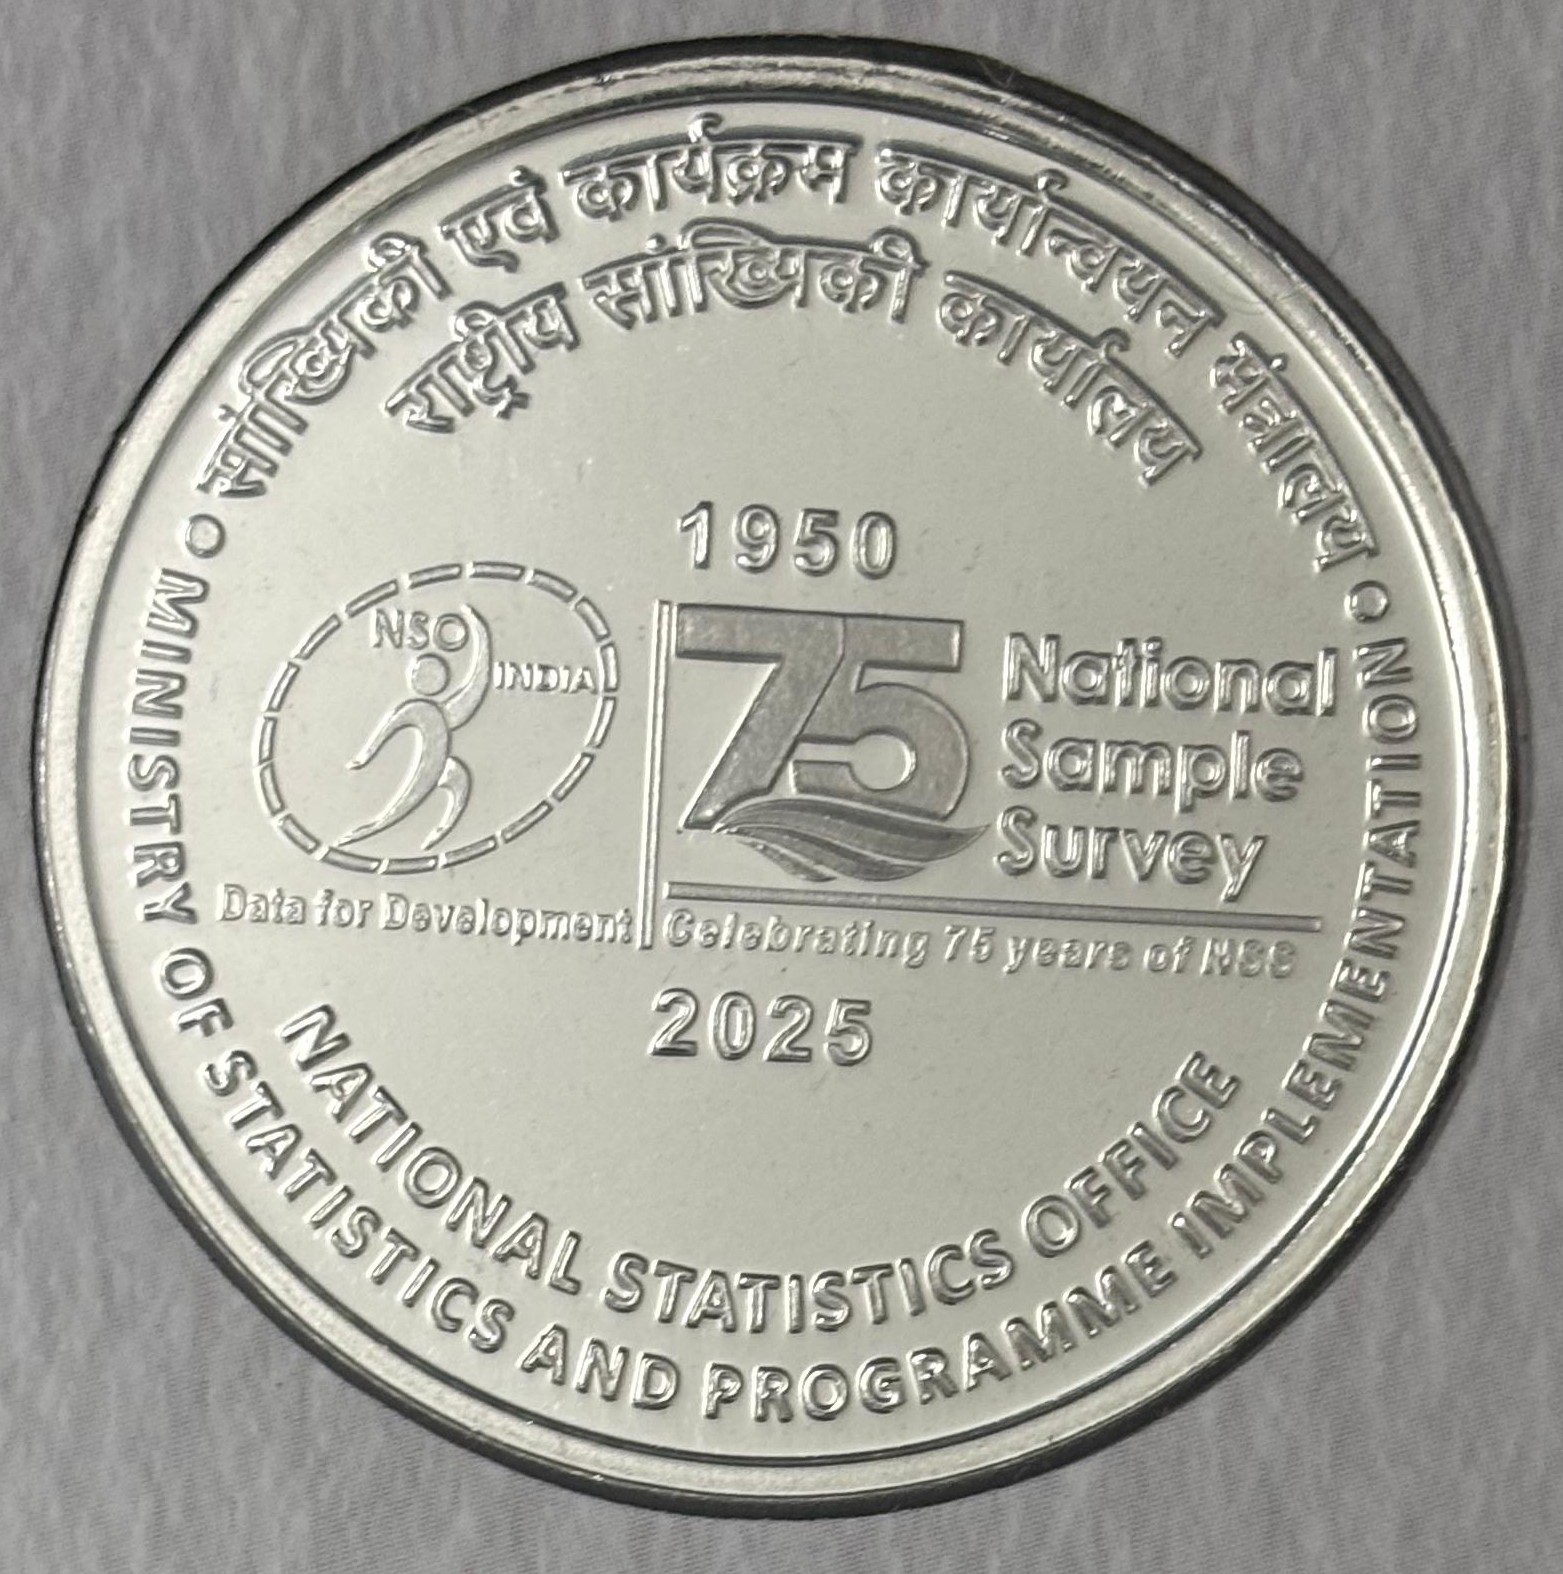 सांख्यिकी एवं कार्यक्रम कार्यान्वयन मंत्रालय
राष्ट्रीय सांख्यिकी कार्यालय
1950
NSO
INDIA
Data for Development
75
National
Sample
Survey
Celebrating 75 years of NSS
2025
NATIONAL STATISTICS OFFICE
MINISTRY OF STATISTICS AND PROGRAMME IMPLEMENTATION